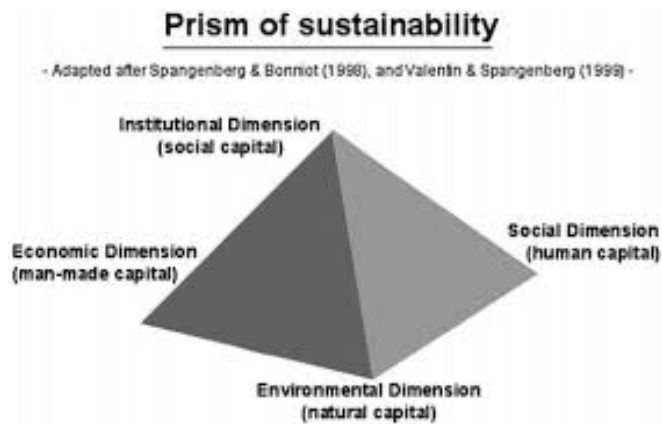 Prism of sustainability
- Adapted after Spangenberg & Bonniot (1998), and Valentin & Spangenberg (1999) -
Institutional Dimension
(social capital)
Economic Dimension
(man-made capital)
Social Dimension
(human capital)
Environmental Dimension
(natural capital)